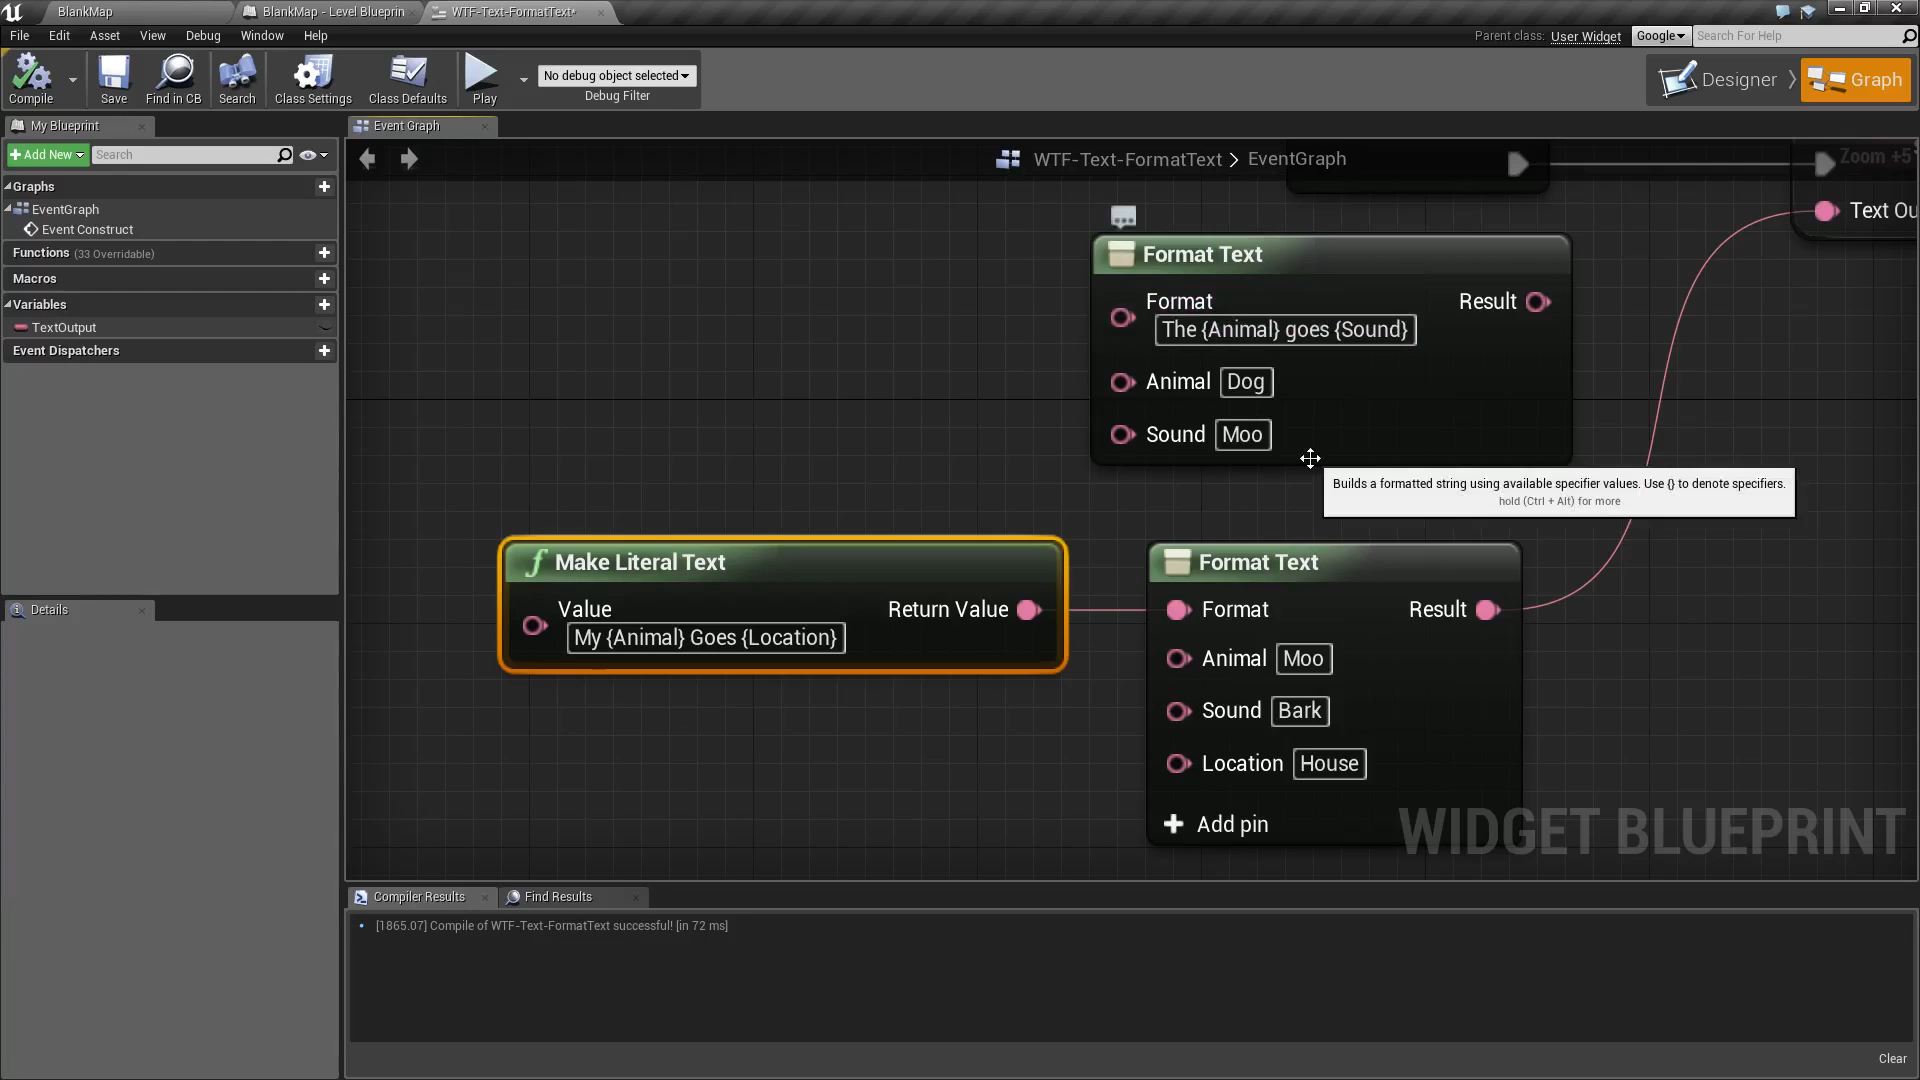 BlankMap
BlankMap - Level Blueprin
WTF-Text-FormatText*
File Edit Asset View Debug Window Help
Parent class: User Widget Google Search For Help
Compile
Save
Find in CB
Search
Class Settings
Class Defaults
Play
No debug object selected
Debug Filter
Designer
Graph
My Blueprint
Event Graph
Add New Search
WTF-Text-FormatText > EventGraph
Zoom +5
Graphs
EventGraph
Event Construct
Functions (33 Overridable)
Macros
Variables
TextOutput
Event Dispatchers
Details
Text Ou
Format Text
Format Result
The {Animal} goes {Sound}
Animal Dog
Sound Moo
Builds a formatted string using available specifier values. Use {} to denote specifiers.
hold (Ctrl + Alt) for more
Make Literal Text
Value Return Value
My {Animal} Goes {Location}
Format Text
Format Result
Animal Moo
Sound Bark
Location House
Add pin
WIDGET BLUEPRINT
Compiler Results
Find Results
[1865.07] Compile of WTF-Text-FormatText successful! [in 72 ms]
Clear